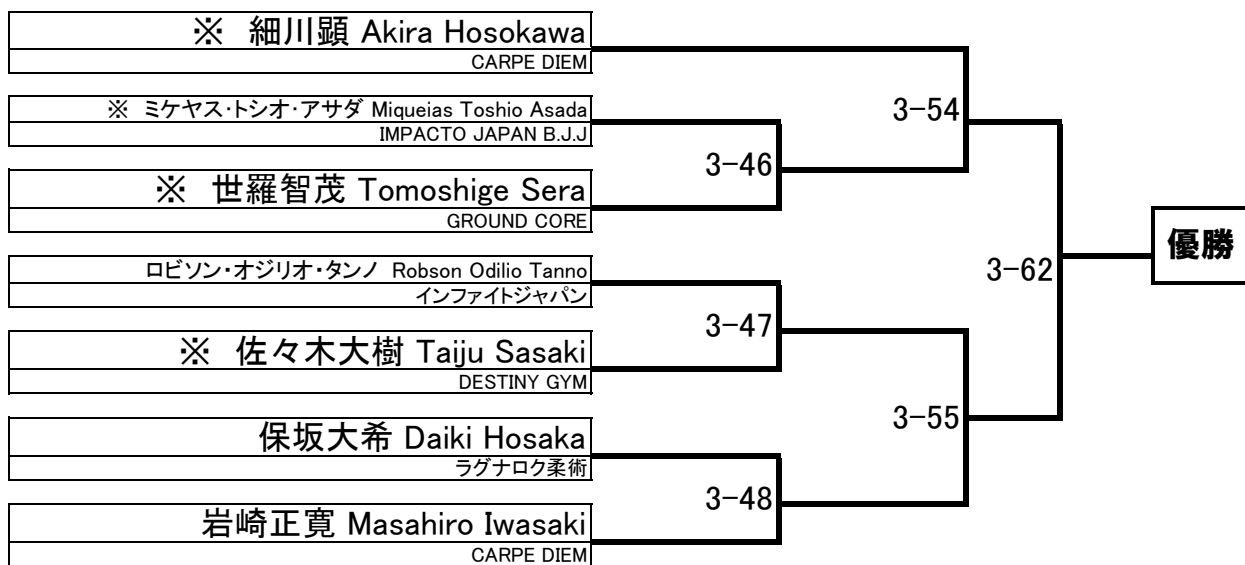 ※ 細川顕 Akira Hosokawa
CARPE DIEM
※ ミケヤス・トシオ・アサダ Miqueias Toshio Asada
IMPACTO JAPAN B.J.J
※ 世羅智茂 Tomoshige Sera
GROUND CORE
ロビソン・オジリオ・タンノ Robson Odilio Tanno
インファイトジャパン
※ 佐々木大樹 Taiju Sasaki
DESTINY GYM
保坂大希 Daiki Hosaka
ラグナロク柔術
岩崎正寛 Masahiro Iwasaki
CARPE DIEM
3-46
3-47
3-48
3-54
3-55
3-62
優勝